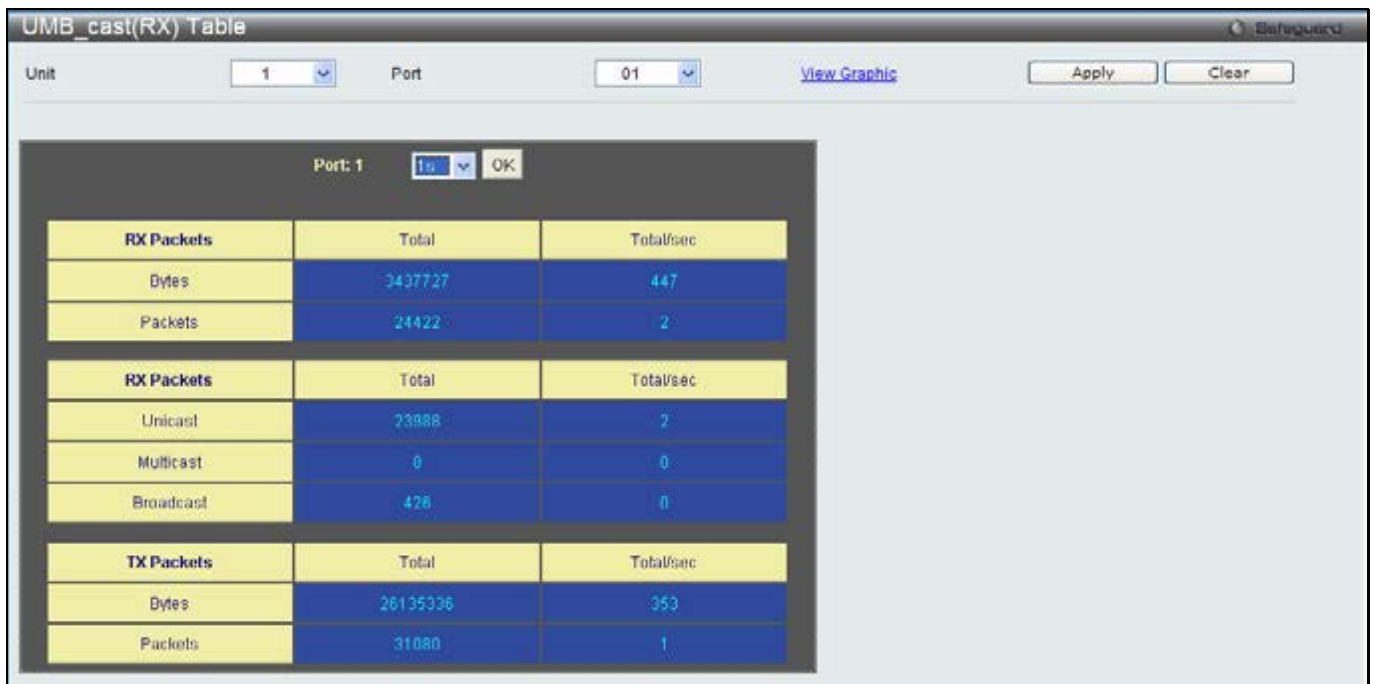 UMB_cast(RX) Table
Safeguard
Unit 1 Port 01 View Graphic Apply Clear
Port: 1 1s OK
RX Packets Total Total/sec
Bytes 3437727 447
Packets 24422 2
RX Packets Total Total/sec
Unicast 23988 2
Multicast 8 0
Broadcast 426 0
TX Packets Total Total/sec
Bytes 26135336 353
Packets 31080 1